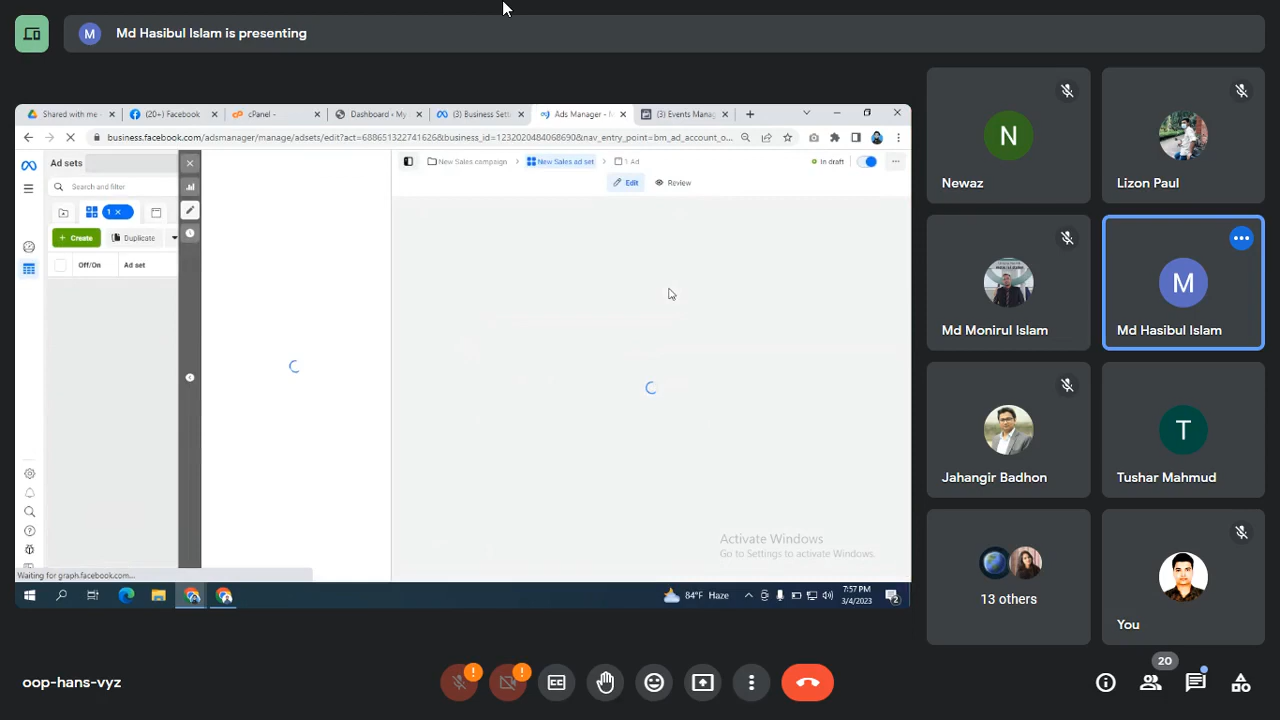 M
Md Hasibul Islam is presenting
Shared with me -
(20+) Facebook
cPanel -
Dashboard ‹ My
(3) Business Sett
Ads Manager -
(3) Events Manag
business.facebook.com/adsmanager/manage/adsets/edit?act=688651322741626&business_id=1232020484068690&nav_entry_point=bm_ad_account_o...
Ad sets
New Sales campaign
New Sales ad set
1 Ad
In draft
Search and filter
Edit
Review
1
Create
Duplicate
Off/On
Ad set
Activate Windows
Go to Settings to activate Windows.
Waiting for graph.facebook.com...
84°F Haze
7:57 PM
3/4/2023
2
N
Newaz
Lizon Paul
Md Monirul Islam
M
Md Hasibul Islam
Jahangir Badhon
T
Tushar Mahmud
13 others
You
oop-hans-vyz
20